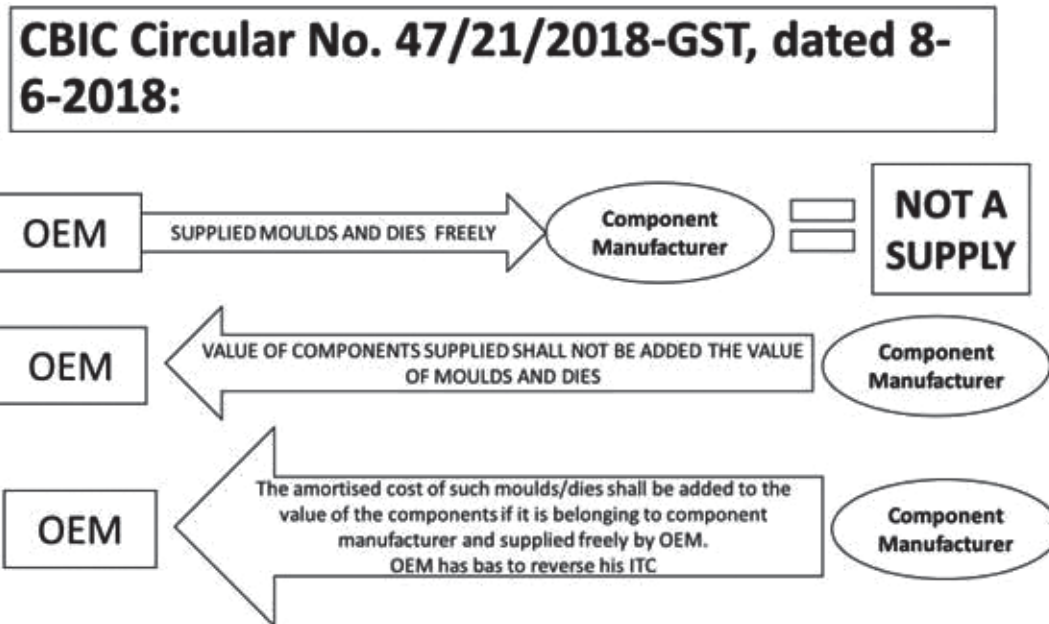 CBIC Circular No. 47/21/2018-GST, dated 8-
6-2018:
OEM
SUPPLIED MOULDS AND DIES FREELY
Component
Manufacturer
NOT A
SUPPLY
OEM
VALUE OF COMPONENTS SUPPLIED SHALL NOT BE ADDED THE VALUE
OF MOULDS AND DIES
Component
Manufacturer
OEM
The amortised cost of such moulds/dies shall be added to the
value of the components if it is belonging to component
manufacturer and supplied freely by OEM.
OEM has bas to reverse his ITC
Component
Manufacturer